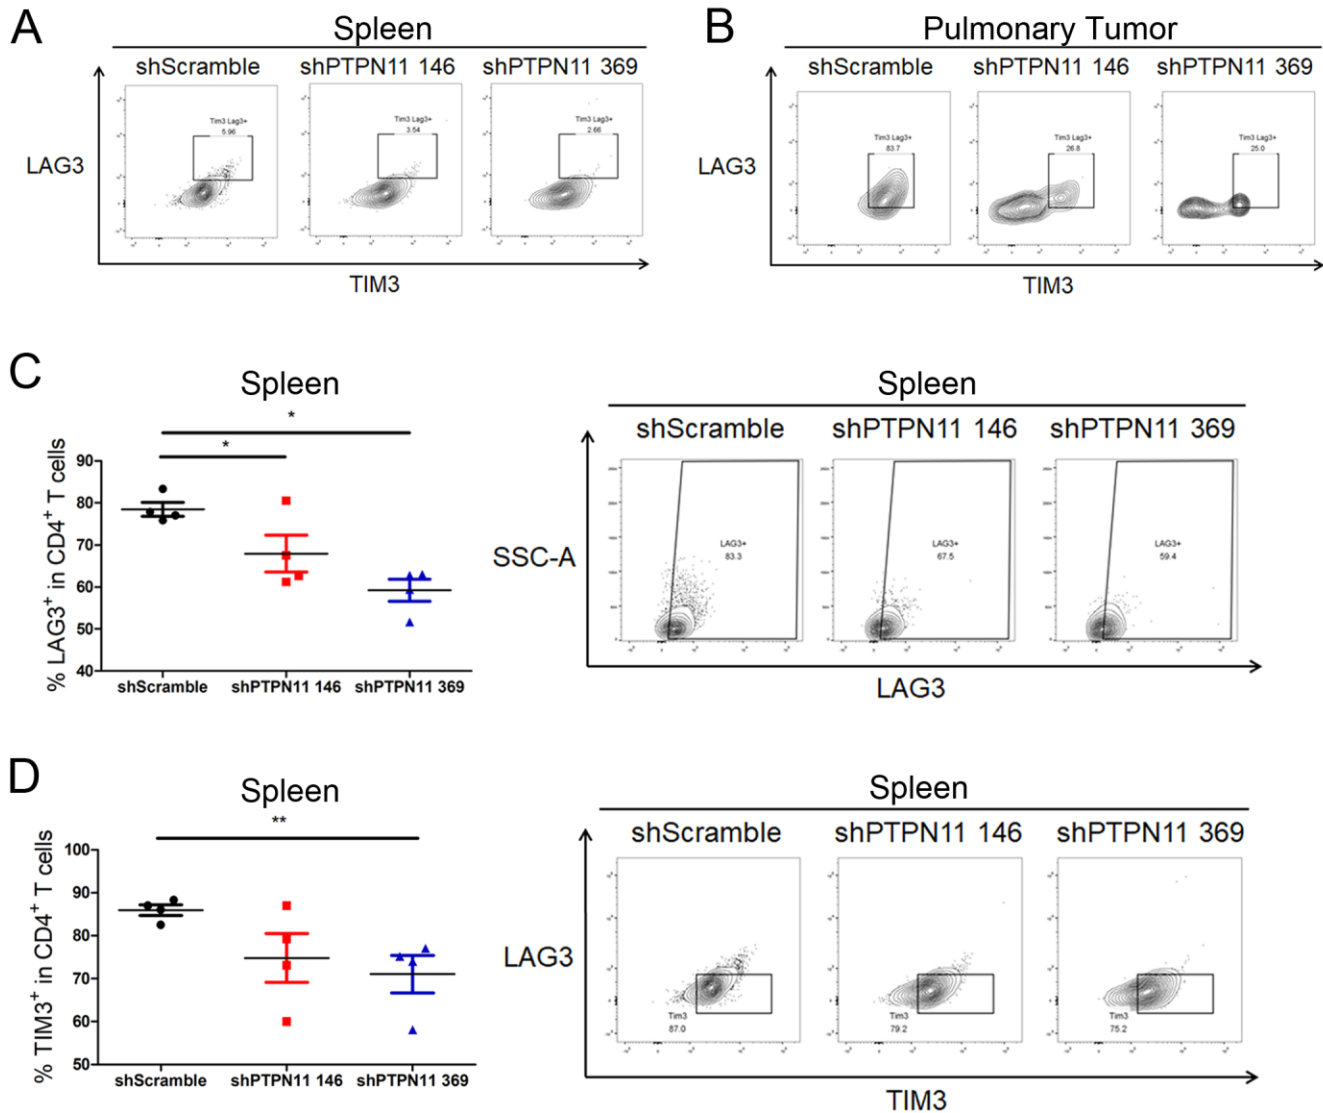 A
Spleen
shScramble
shPTPN11 146
shPTPN11 369
LAG3
Tim3 Lag3+
5.96
Tim3 Lag3+
3.54
Tim3 Lag3+
2.66
TIM3
B
Pulmonary Tumor
shScramble
shPTPN11 146
shPTPN11 369
LAG3
Tim3 Lag3+
83.7
Tim3 Lag3+
26.8
Tim3 Lag3+
25.0
TIM3
C
Spleen
*
*
% LAG3+ in CD4+ T cells
90
80
70
60
50
40
shScramble
shPTPN11 146
shPTPN11 369
Spleen
shScramble
shPTPN11 146
shPTPN11 369
SSC-A
LAG3+
83.3
LAG3+
67.5
LAG3+
59.4
LAG3
D
Spleen
**
% TIM3+ in CD4+ T cells
100
90
80
70
60
50
shScramble
shPTPN11 146
shPTPN11 369
Spleen
shScramble
shPTPN11 146
shPTPN11 369
LAG3
Tim3
87.0
Tim3
79.2
Tim3
75.2
TIM3